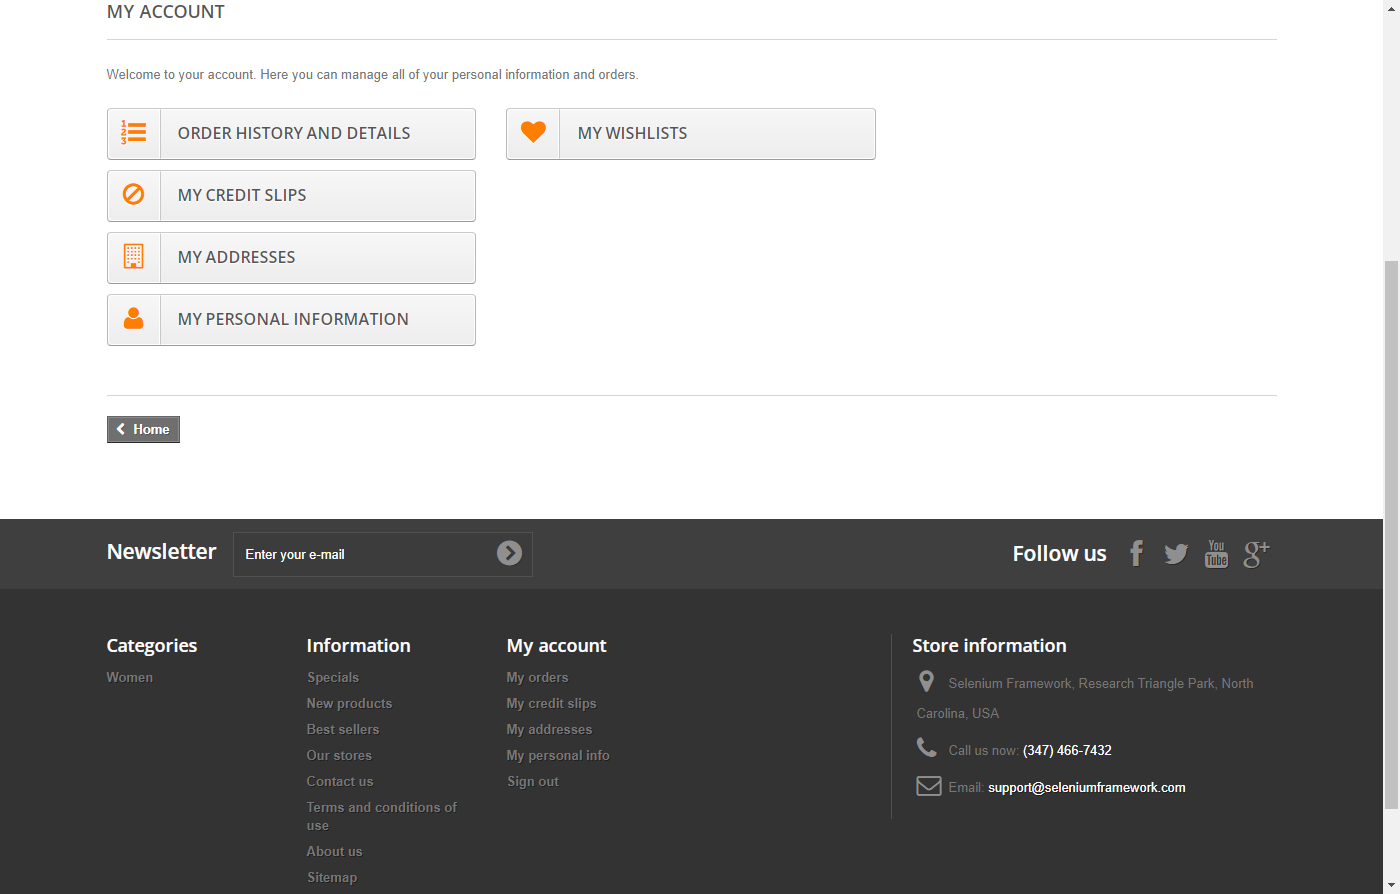 MY ACCOUNT
Welcome to your account. Here you can manage all of your personal information and orders.
ORDER HISTORY AND DETAILS
MY CREDIT SLIPS
MY ADDRESSES
MY PERSONAL INFORMATION
MY WISHLISTS
Home
Newsletter
Enter your e-mail
Follow us
You
Tube
g+
Categories
Women
Information
Specials
New products
Best sellers
Our stores
Contact us
Terms and conditions of
use
About us
Sitemap
My account
My orders
My credit slips
My addresses
My personal info
Sign out
Store information
Selenium Framework, Research Triangle Park, North
Carolina, USA
Call us now: (347) 466-7432
Email: support@seleniumframework.com